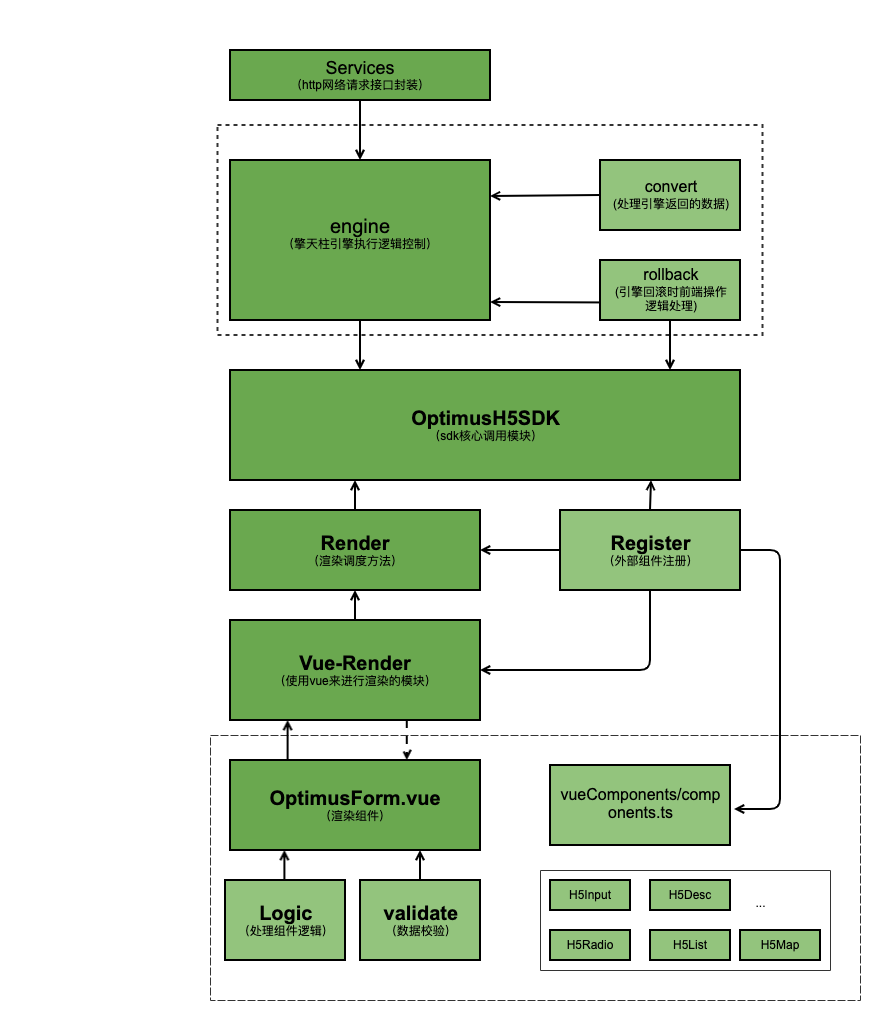 Services
(http网络请求接口封装)
engine
(擎天柱引擎执行逻辑控制)
convert
(处理引擎返回的数据)
rollback
(引擎回滚时前端操作
逻辑处理)
OptimusH5SDK
(sdk核心调用模块)
Render
(渲染调度方法)
Register
(外部组件注册)
Vue-Render
(使用vue来进行渲染的模块)
OptimusForm.vue
(渲染组件)
vueComponents/comp
onents.ts
Logic
(处理组件逻辑)
validate
(数据校验)
H5Input
H5Desc
...
H5Radio
H5List
H5Map